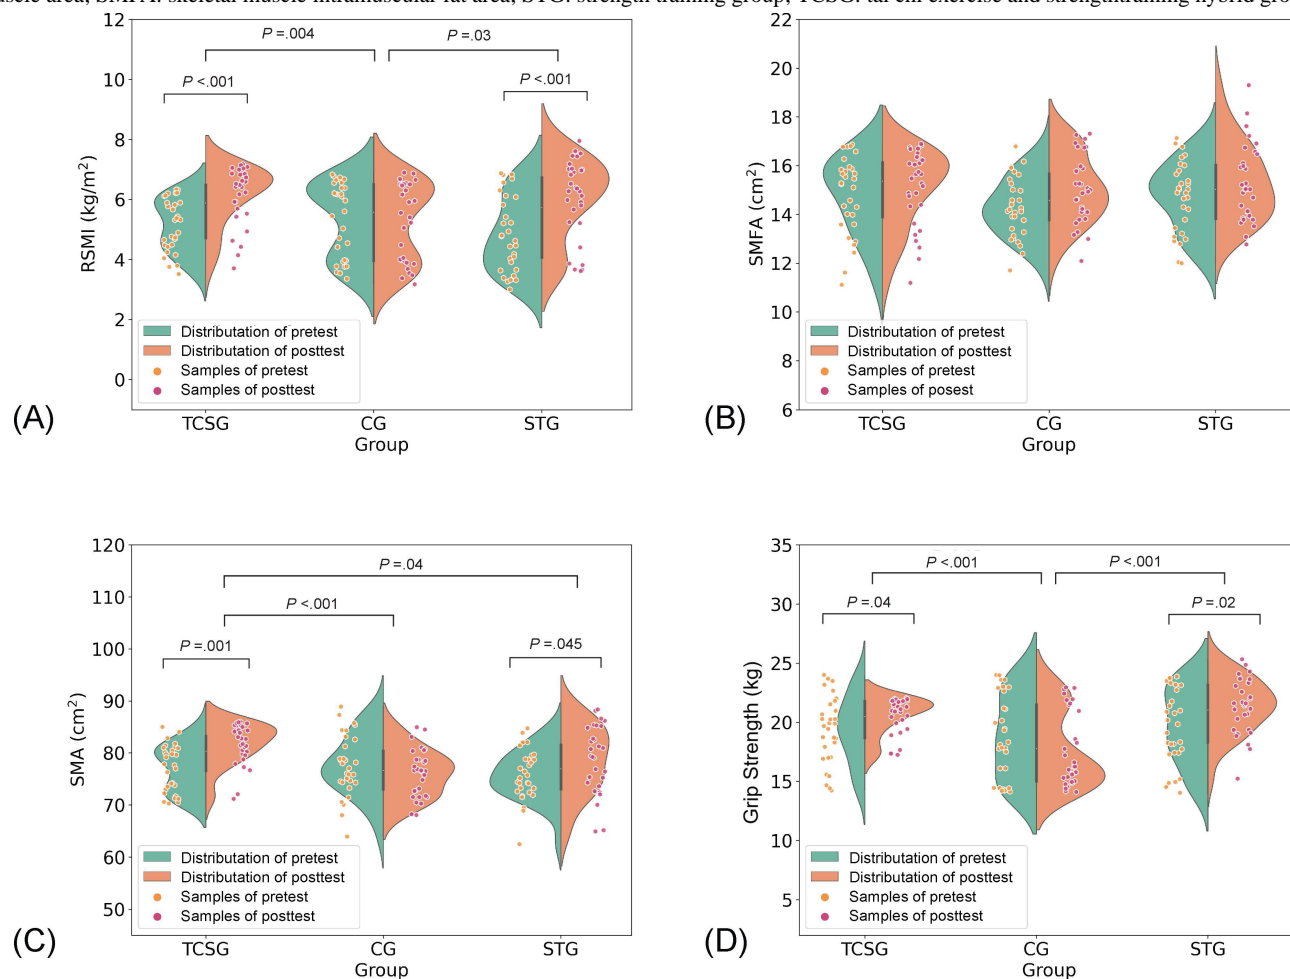 muscle area; SMFA: skeletal muscle intramuscular fat area; STG: strength training group; TCSG: tai chi exercise and strengthtraining hybrid
12
10
8
6
4
2
0
RSMI (kg/m²)
P =.004
P =.03
P <.001
P <.001
Distributation of pretest
Distributation of posttest
Samples of pretest
Samples of posttest
TCSG
CG
STG
Group
(A)
22
20
18
16
14
12
10
8
6
SMFA (cm²)
Distributation of pretest
Distributation of posttest
Samples of pretest
Samples of posest
TCSG
CG
STG
Group
(B)
120
110
100
90
80
70
60
50
SMA (cm²)
P =.04
P <.001
P =.001
P =.045
Distributation of pretest
Distributation of posttest
Samples of pretest
Samples of posttest
TCSG
CG
STG
Group
(C)
35
30
25
20
15
10
5
Grip Strength (kg)
P <.001
P <.001
P =.04
P =.02
Distributation of pretest
Distributation of posttest
Samples of pretest
Samples of posttest
TCSG
CG
STG
Group
(D)